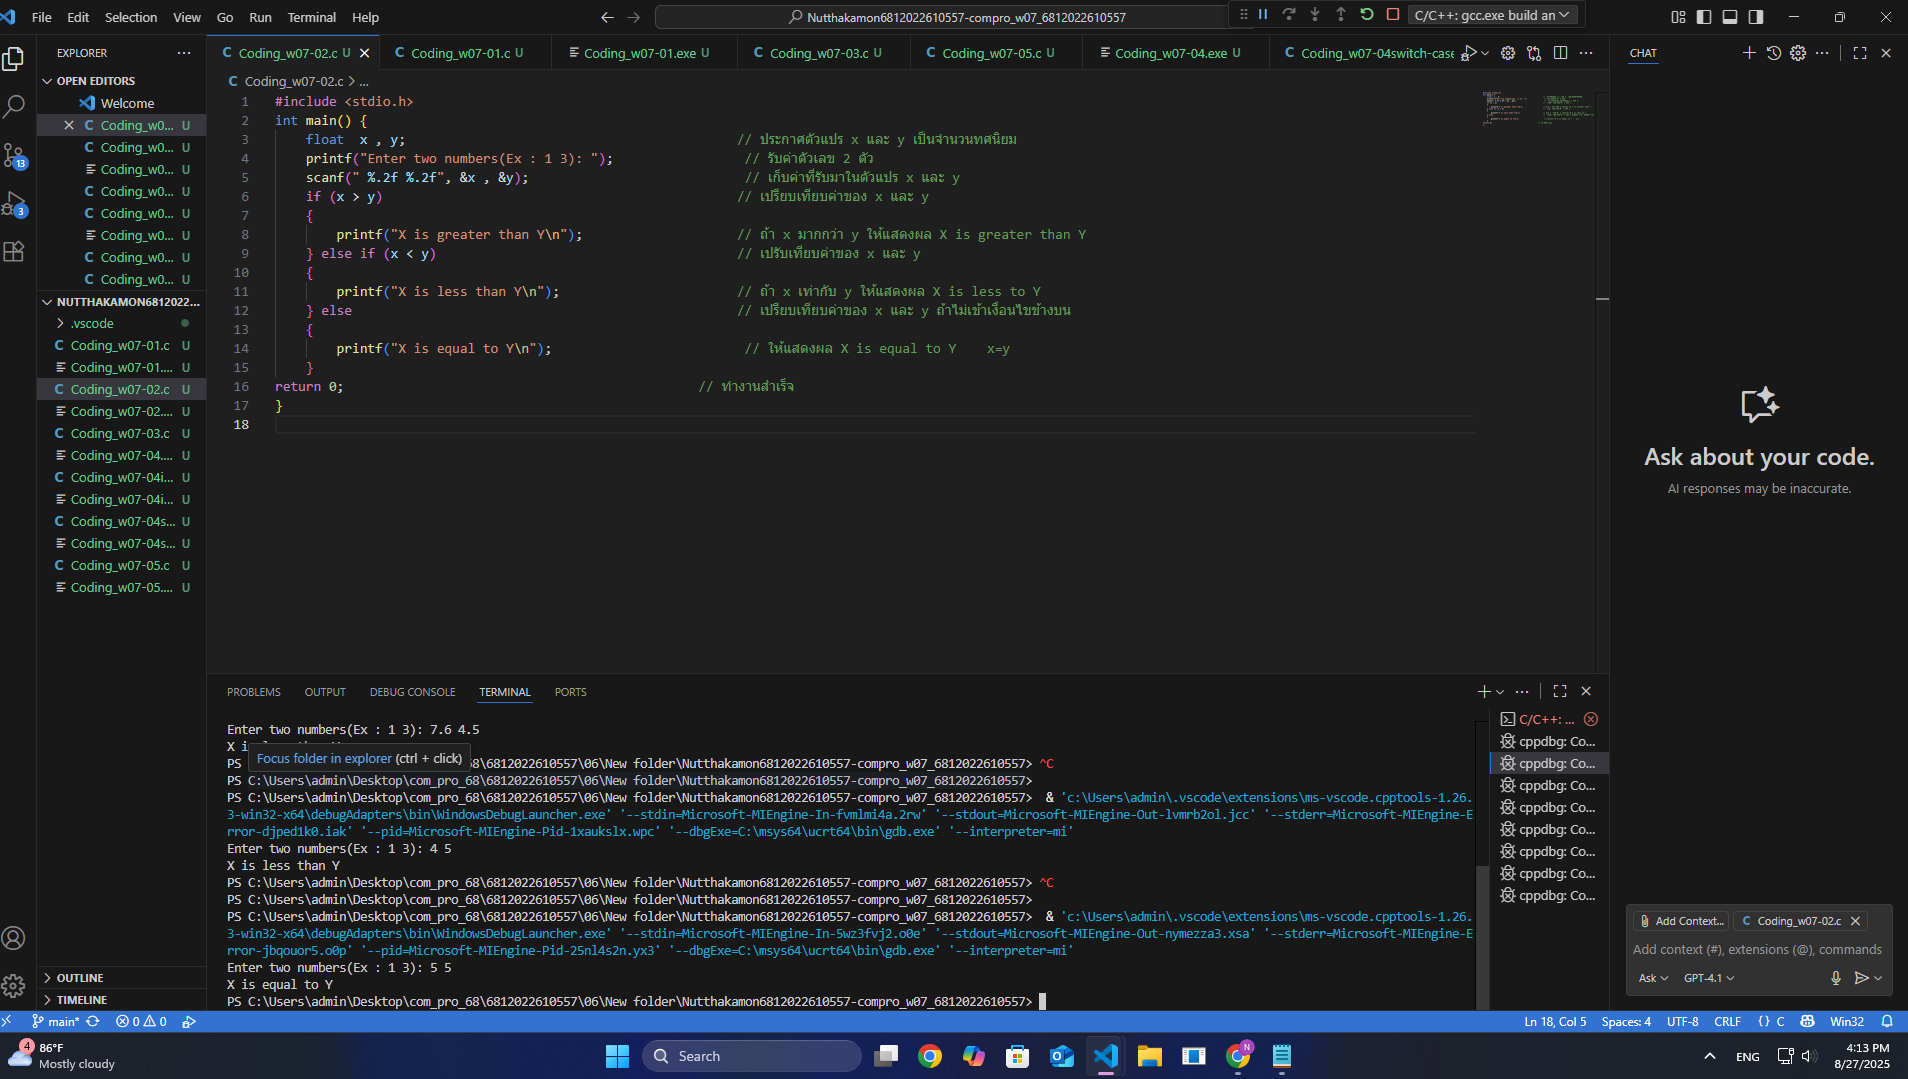 File Edit Selection View Go Run Terminal Help
Nutthakamon6812022610557-compro_w07_6812022610557
C/C++: gcc.exe build an
EXPLORER
OPEN EDITORS
Welcome
Coding_w0... U
Coding_w0... U
Coding_w0... U
Coding_w0... U
Coding_w0... U
Coding_w0... U
Coding_w0... U
Coding_w0... U
NUTTHAKAMON6812022...
.vscode
Coding_w07-01.c U
Coding_w07-01.... U
Coding_w07-02.c U
Coding_w07-02.... U
Coding_w07-03.c U
Coding_w07-04.... U
Coding_w07-04i... U
Coding_w07-04i... U
Coding_w07-04s... U
Coding_w07-04s... U
Coding_w07-05.c U
Coding_w07-05.... U
OUTLINE
TIMELINE
13
3
Coding_w07-02.c U
Coding_w07-01.c U
Coding_w07-01.exe U
Coding_w07-03.c U
Coding_w07-05.c U
Coding_w07-04.exe U
Coding_w07-04switch-case
Coding_w07-02.c > ...
1 #include <stdio.h>
2 int main() {
3 float  x , y; // ประกาศตัวแปร x และ y เป็นจำนวนทศนิยม
4 printf("Enter two numbers(Ex : 1 3): "); // รับค่าตัวเลข 2 ตัว
5 scanf(" %.2f %.2f", &x , &y); // เก็บค่าที่รับมาในตัวแปร x และ y
6 if (x > y) // เปรียบเทียบค่าของ x และ y
7 {
8 printf("X is greater than Y\n"); // ถ้า x มากกว่า y ให้แสดงผล X is greater than Y
9 } else if (x < y) // เปรับเทียบค่าของ x และ y
10 {
11 printf("X is less than Y\n"); // ถ้า x เท่ากับ y ให้แสดงผล X is less to Y
12 } else // เปรียบเทียบค่าของ x และ y ถ้าไม่เข้าเงื่อนไขข้างบน
13 {
14 printf("X is equal to Y\n"); // ให้แสดงผล X is equal to Y    x=y
15 }
16 return 0; // ทำงานสำเร็จ
17 }
18
PROBLEMS OUTPUT DEBUG CONSOLE TERMINAL PORTS
Enter two numbers(Ex : 1 3): 7.6 4.5
Focus folder in explorer (ctrl + click)
PS 68\6812022610557\06\New folder\Nutthakamon6812022610557-compro_w07_6812022610557> ^C
PS C:\Users\admin\Desktop\com_pro_68\6812022610557\06\New folder\Nutthakamon6812022610557-compro_w07_6812022610557>
PS C:\Users\admin\Desktop\com_pro_68\6812022610557\06\New folder\Nutthakamon6812022610557-compro_w07_6812022610557>  & 'c:\Users\admin\.vscode\extensions\ms-vscode.cpptools-1.26.
3-win32-x64\debugAdapters\bin\WindowsDebugLauncher.exe' '--stdin=Microsoft-MIEngine-In-fvmlmi4a.2rw' '--stdout=Microsoft-MIEngine-Out-lvmrb2ol.jcc' '--stderr=Microsoft-MIEngine-E
rror-djped1k0.iak' '--pid=Microsoft-MIEngine-Pid-1xaukslx.wpc' '--dbgExe=C:\msys64\ucrt64\bin\gdb.exe' '--interpreter=mi'
Enter two numbers(Ex : 1 3): 4 5
X is less than Y
PS C:\Users\admin\Desktop\com_pro_68\6812022610557\06\New folder\Nutthakamon6812022610557-compro_w07_6812022610557> ^C
PS C:\Users\admin\Desktop\com_pro_68\6812022610557\06\New folder\Nutthakamon6812022610557-compro_w07_6812022610557>
PS C:\Users\admin\Desktop\com_pro_68\6812022610557\06\New folder\Nutthakamon6812022610557-compro_w07_6812022610557>  & 'c:\Users\admin\.vscode\extensions\ms-vscode.cpptools-1.26.
3-win32-x64\debugAdapters\bin\WindowsDebugLauncher.exe' '--stdin=Microsoft-MIEngine-In-5wz3fvj2.o0e' '--stdout=Microsoft-MIEngine-Out-nymezza3.xsa' '--stderr=Microsoft-MIEngine-E
rror-jbqouor5.o0p' '--pid=Microsoft-MIEngine-Pid-25nl4s2n.yx3' '--dbgExe=C:\msys64\ucrt64\bin\gdb.exe' '--interpreter=mi'
Enter two numbers(Ex : 1 3): 5 5
X is equal to Y
PS C:\Users\admin\Desktop\com_pro_68\6812022610557\06\New folder\Nutthakamon6812022610557-compro_w07_6812022610557>
C/C++: ...
cppdbg: Co...
cppdbg: Co...
cppdbg: Co...
cppdbg: Co...
cppdbg: Co...
cppdbg: Co...
cppdbg: Co...
cppdbg: Co...
CHAT
Ask about your code.
AI responses may be inaccurate.
Add Context...
Coding_w07-02.c
Add context (#), extensions (@), commands
Ask GPT-4.1
main* 0 0
Ln 18, Col 5 Spaces: 4 UTF-8 CRLF {} C Win32
4
86°F
Mostly cloudy
Search
N
ENG
4:13 PM
8/27/2025